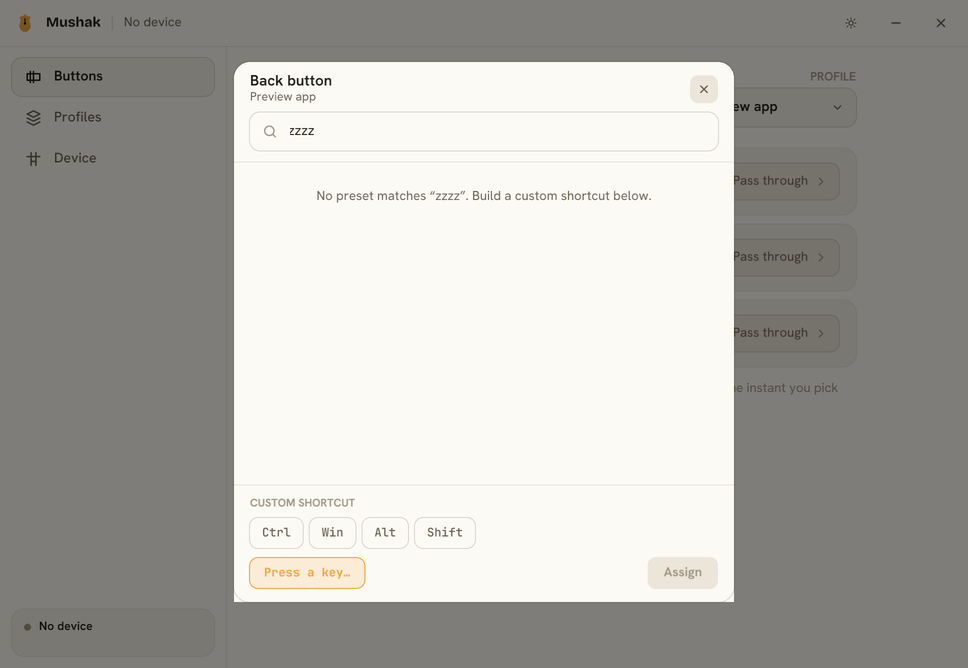 Mushak
No device
Buttons
Profiles
Device
PROFILE
ew app
Pass through
Pass through
Pass through
e instant you pick
Back button
Preview app
zzzz
No preset matches “zzzz”. Build a custom shortcut below.
CUSTOM SHORTCUT
Ctrl
Win
Alt
Shift
Press a key…
Assign
No device